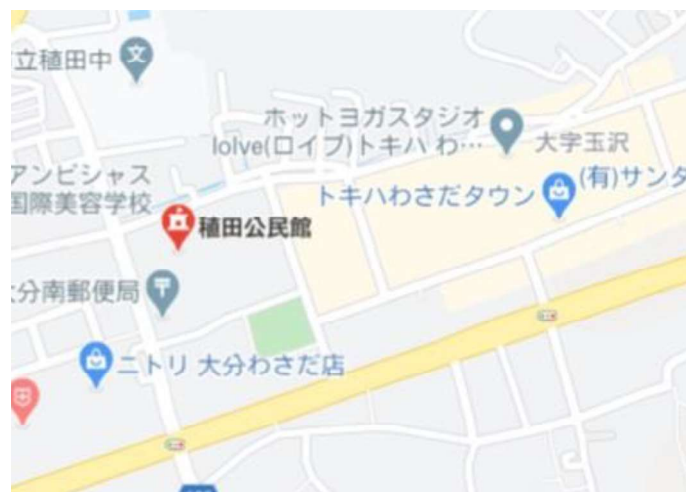 立稙田中
文
ホットヨガスタジオ
lolve(ロイブ)トキハ わ…
大字玉沢
アンビシャス
国際美容学校
トキハわさだタウン
(有)サンタ
稙田公民館
分南郵便局
ニトリ 大分わさだ店